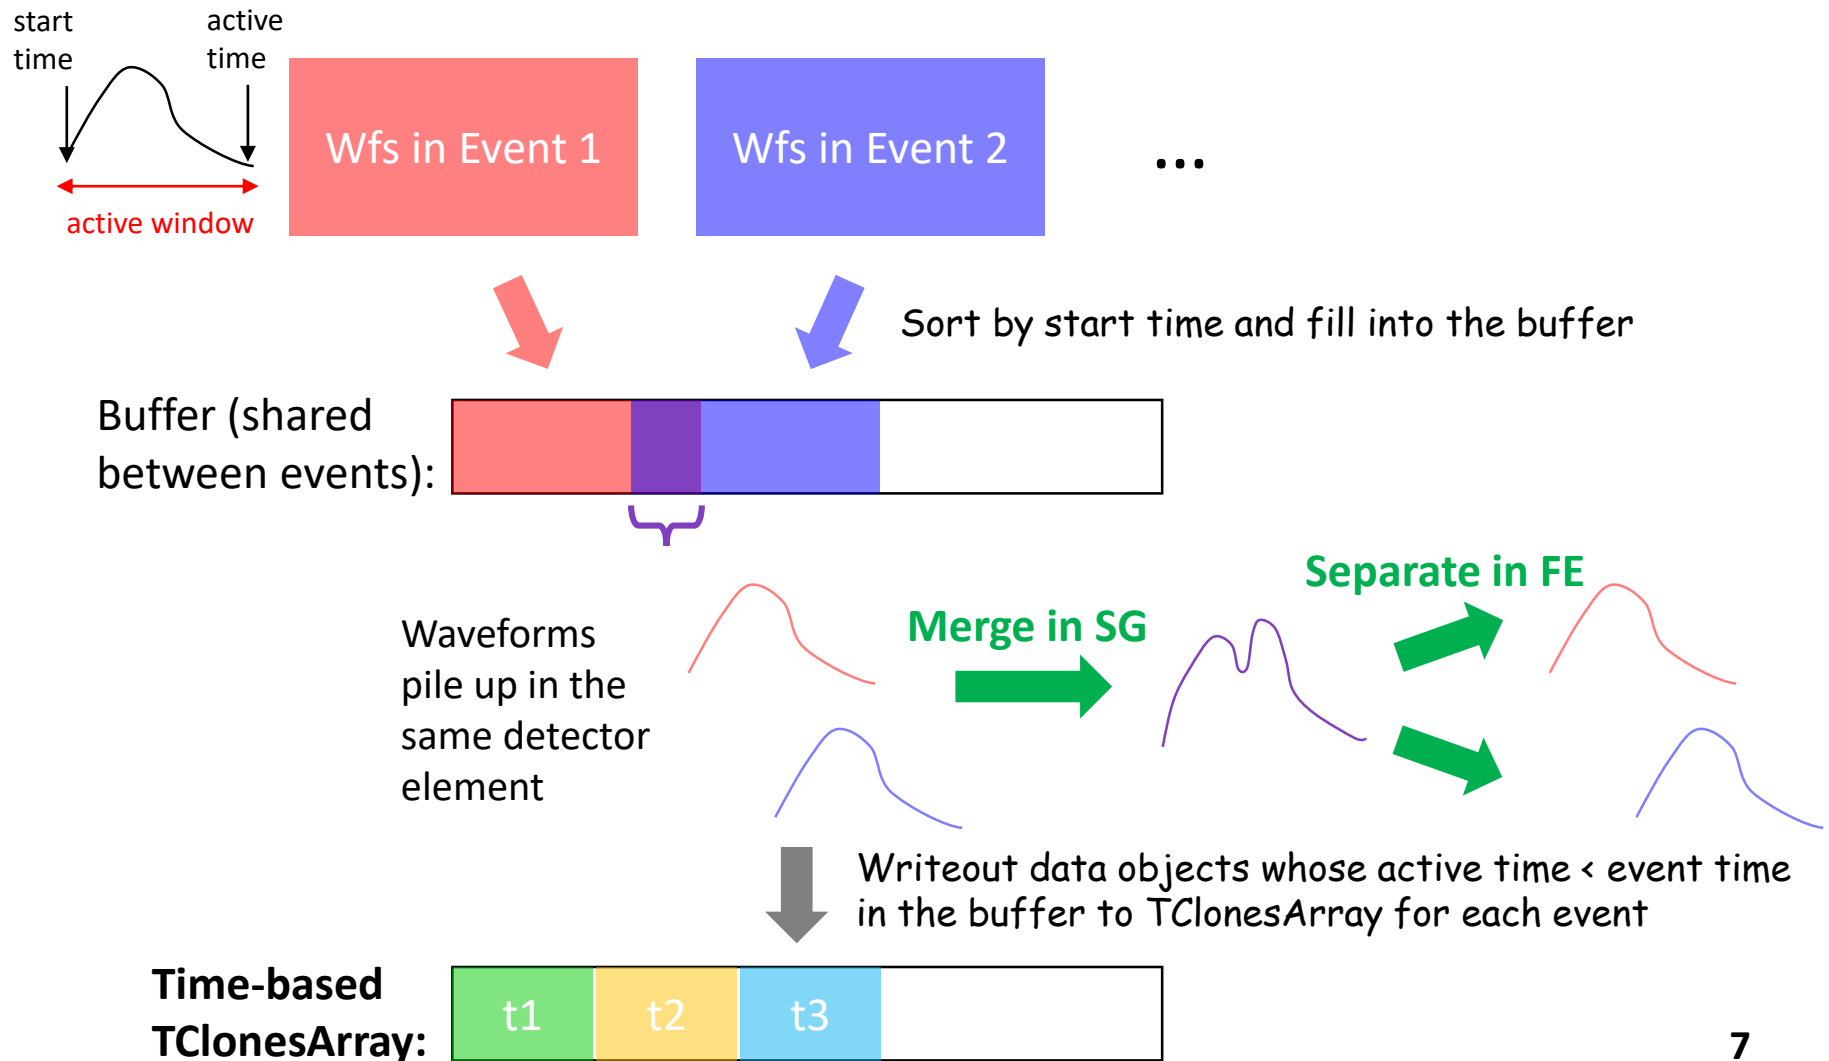 start
time
active
time
active window
Wfs in Event 1
Wfs in Event 2
...
Sort by start time and fill into the buffer
Buffer (shared
between events):
Waveforms
pile up in the
same detector
element
Merge in SG
Separate in FE
Writeout data objects whose active time < event time
in the buffer to TClonesArray for each event
Time-based
TClonesArray:
t1
t2
t3
7